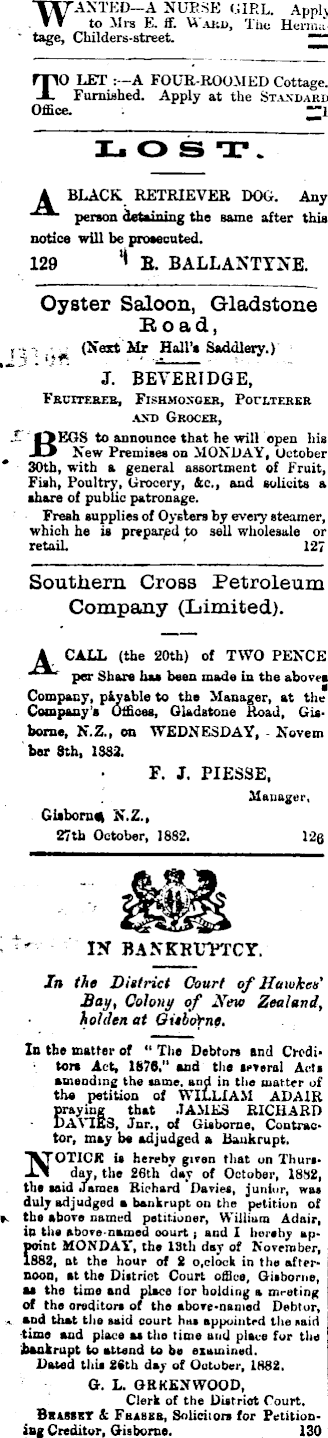 WANTED—A NURSE GIRL. Apply
to Mrs E. ff. WARD, The Hermi-
tage, Childers-street.
TO LET :—A FOUR-ROOMED Cottage.
Furnished. Apply at the STANDARD
Office.
LOST.
A BLACK RETRIEVER DOG. Any
person detaining the same after this
notice will be prosecuted.
129 R. BALLANTYNE.
Oyster Saloon, Gladstone
Road,
(Next Mr Hall's Saddlery.)
J. BEVERIDGE,
FRUITERER, FISHMONGER, POULTERER
AND GROCER,
BEGS to announce that he will open his
New Premises on MONDAY, October
30th, with a general assortment of Fruit,
Fish, Poultry, Grocery, &c., and solicits a
share of public patronage.
Fresh supplies of Oysters by every steamer,
which he is prepared to sell wholesale or
retail. 127
Southern Cross Petroleum
Company (Limited).
A CALL (the 20th) of TWO PENCE
per Share has been made in the above
Company, payable to the Manager, at the
Company's Offices, Gladstone Road, Gis-
borne, N.Z., on WEDNESDAY, Novem
ber 8th, 1882.
F. J. PIESSE,
Manager,
Gisborne, N.Z.,
27th October, 1882. 126
IN BANKRUPTCY.
In the District Court of Hawkes'
Bay, Colony of New Zealand,
holden at Gisborne.
In the matter of "The Debtors and Credi-
tors Act, 1876." and the several Acts
amending the same, and in the matter of
the petition of WILLIAM ADAIR
praying that JAMES RICHARD
DAVIES, Jnr., of Gisborne, Contrac-
tor, may be adjudged a Bankrupt.
NOTICE is hereby given that on Thurs-
day, the 26th day of October, 1882,
the said James Richard Davies, junior, was
duly adjudged a bankrupt on the petition of
the above named petitioner, William Adair,
in the above-named court ; and I hereby ap-
point MONDAY, the 13th day of November,
1882, at the hour of 2 o,clock in the after-
noon, at the District Court office, Gisborne,
as the time and place for holding a meeting
of the creditors of the above-named Debtor,
and that the said court has appointed the said
time and place as the time and place for the
bankrupt to attend to be examined.
Dated this 26th day of October, 1882.
G. L. GREENWOOD,
Clerk of the District Court.
BRASSEY & FRASER, Solicitors for Petition-
ing Creditor, Gisborne. 130